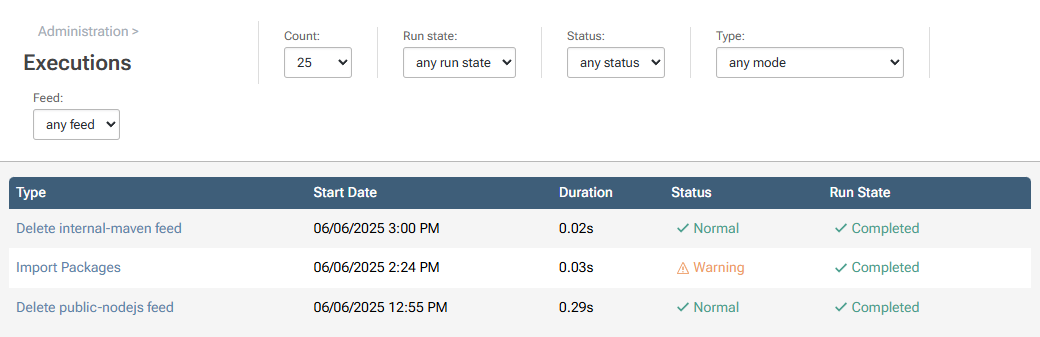 Administration >
Executions
Count:
25
Run state:
any run state
Status:
any status
Type:
any mode
Feed:
any feed
Type Start Date Duration Status Run State
Delete internal-maven feed 06/06/2025 3:00 PM 0.02s Normal Completed
Import Packages 06/06/2025 2:24 PM 0.03s Warning Completed
Delete public-nodejs feed 06/06/2025 12:55 PM 0.29s Normal Completed